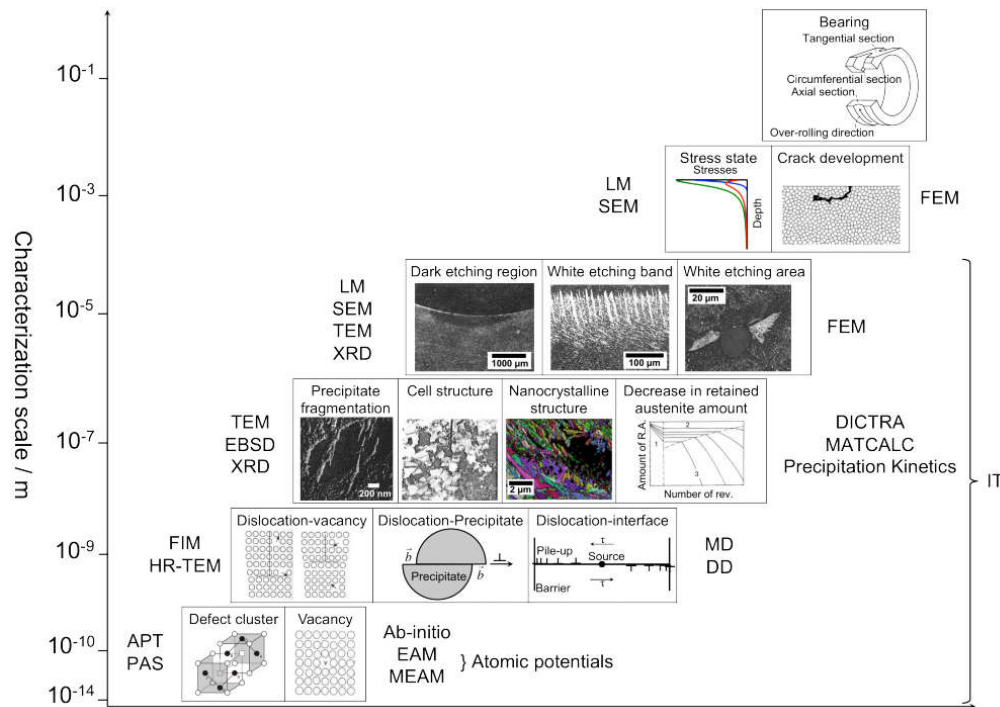 Characterization scale / m
10⁻¹
10⁻³
10⁻⁵
10⁻⁷
10⁻⁹
10⁻¹⁰
10⁻¹⁴
Bearing
Tangential section
Circumferential section
Axial section
Over-rolling direction
LM
SEM
Stress state
Stresses
Depth
Crack development
FEM
LM
SEM
TEM
XRD
Dark etching region
1000 µm
White etching band
100 µm
White etching area
20 µm
FEM
TEM
EBSD
XRD
Precipitate
fragmentation
200 nm
Cell structure
Nanocrystalline
structure
2 µm
Decrease in retained
austenite amount
Amount of R.A.
1
2
3
Number of rev.
DICTRA
MATCALC
Precipitation Kinetics
IT
FIM
HR-TEM
Dislocation-vacancy
Dislocation-Precipitate
b⃗
Precipitate
b⃗
Dislocation-interface
τ
Pile-up
Source
Barrier
τ
MD
DD
APT
PAS
Defect cluster
Vacancy
v
Ab-initio
EAM
MEAM
} Atomic potentials